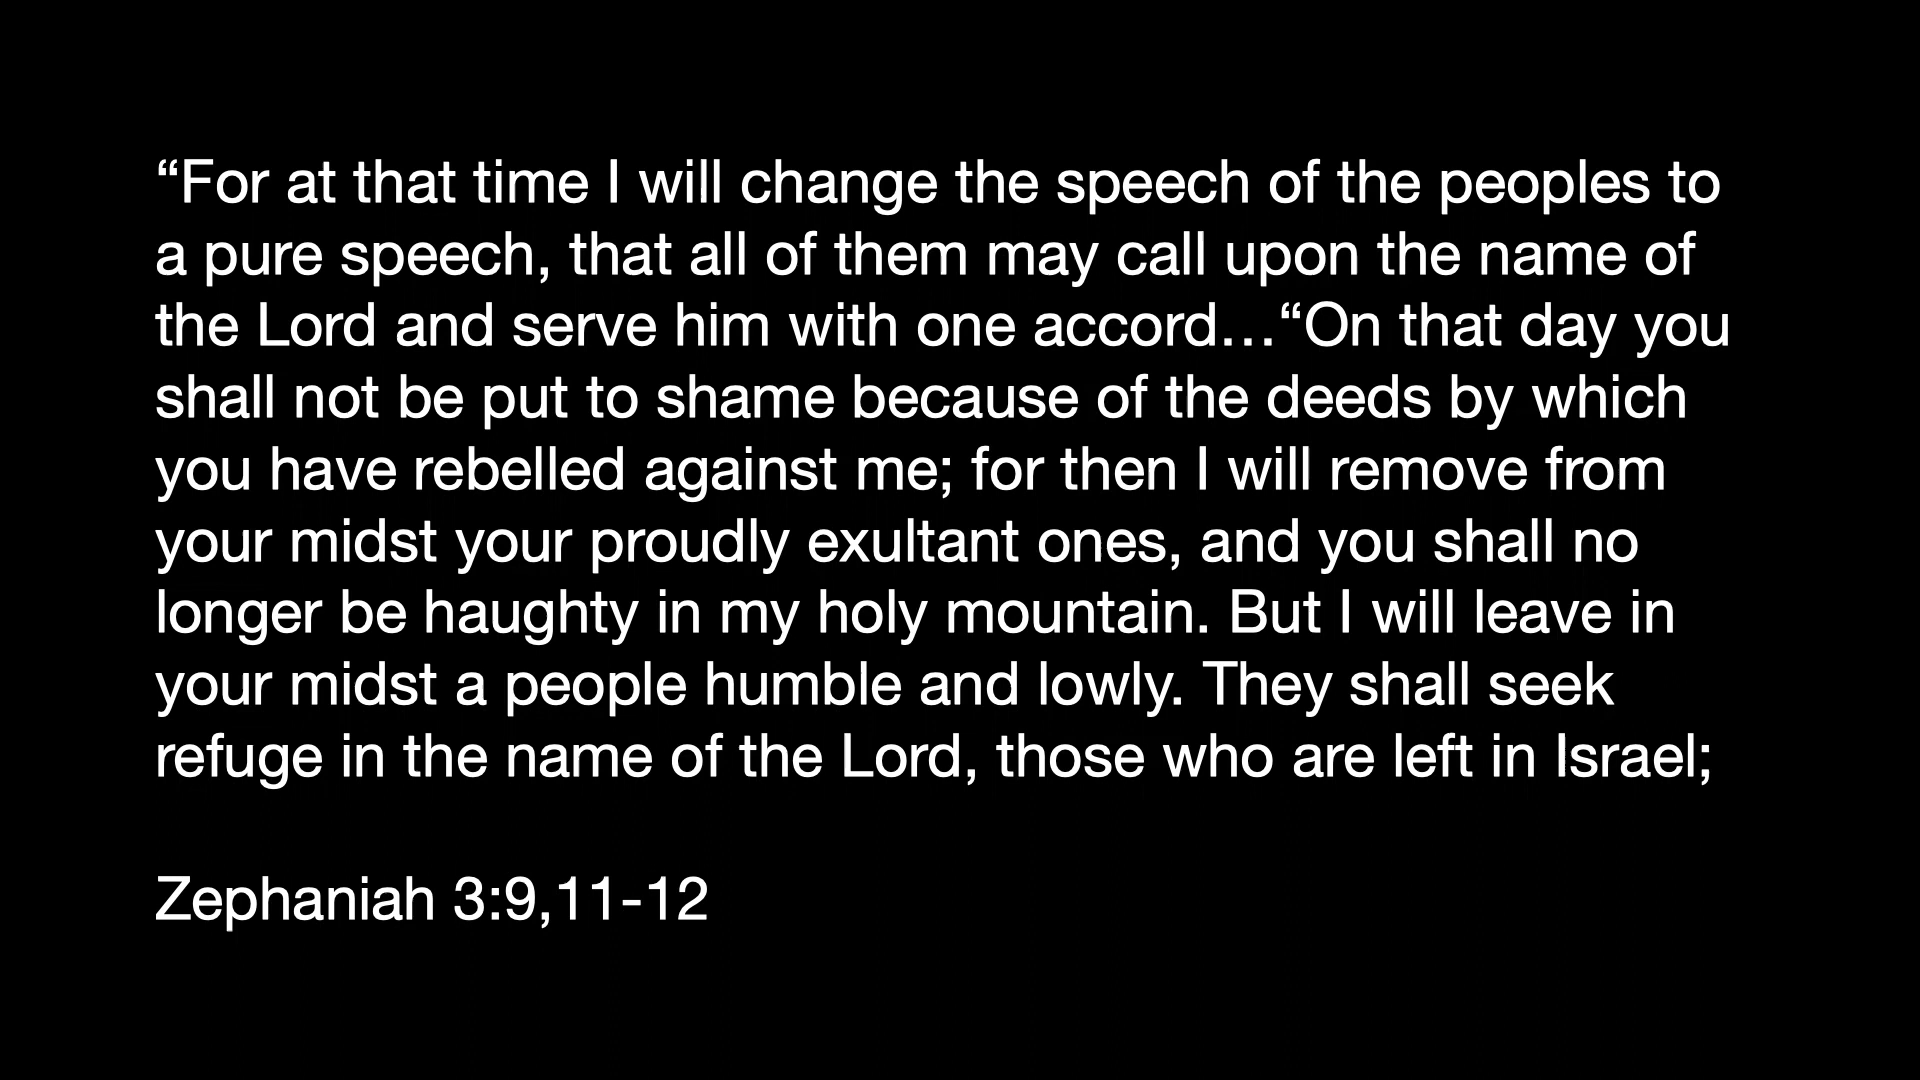 “For at that time I will change the speech of the peoples to
a pure speech, that all of them may call upon the name of
the Lord and serve him with one accord…“On that day you
shall not be put to shame because of the deeds by which
you have rebelled against me; for then I will remove from
your midst your proudly exultant ones, and you shall no
longer be haughty in my holy mountain. But I will leave in
your midst a people humble and lowly. They shall seek
refuge in the name of the Lord, those who are left in Israel;
Zephaniah 3:9,11-12